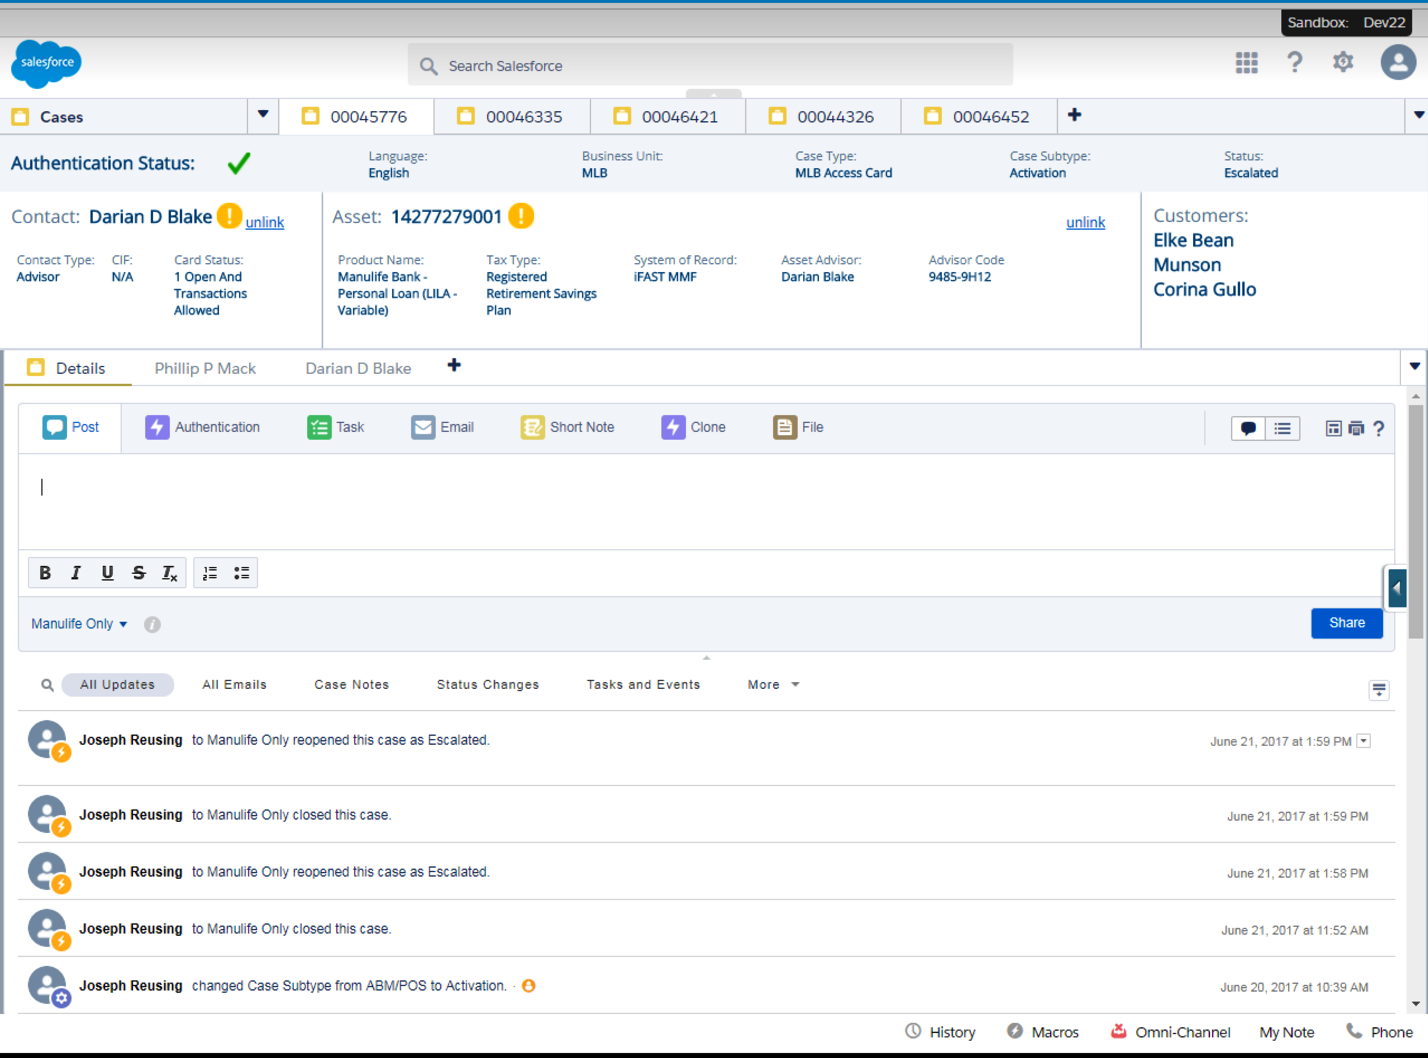 Sandbox: Dev22
salesforce
Search Salesforce
Cases
00045776
00046335
00046421
00044326
00046452
Authentication Status:
Language:
English
Business Unit:
MLB
Case Type:
MLB Access Card
Case Subtype:
Activation
Status:
Escalated
Contact: Darian D Blake ! unlink
Contact Type:
Advisor
CIF:
N/A
Card Status:
1 Open And
Transactions
Allowed
Asset: 14277279001 ! unlink
Product Name:
Manulife Bank -
Personal Loan (LILA -
Variable)
Tax Type:
Registered
Retirement Savings
Plan
System of Record:
iFAST MMF
Asset Advisor:
Darian Blake
Advisor Code
9485-9H12
Customers:
Elke Bean
Munson
Corina Gullo
Details
Phillip P Mack
Darian D Blake
Post
Authentication
Task
Email
Short Note
Clone
File
?
B I U S Tx
Manulife Only
i
Share
All Updates
All Emails
Case Notes
Status Changes
Tasks and Events
More
Joseph Reusing to Manulife Only reopened this case as Escalated. June 21, 2017 at 1:59 PM
Joseph Reusing to Manulife Only closed this case. June 21, 2017 at 1:59 PM
Joseph Reusing to Manulife Only reopened this case as Escalated. June 21, 2017 at 1:58 PM
Joseph Reusing to Manulife Only closed this case. June 21, 2017 at 11:52 AM
Joseph Reusing changed Case Subtype from ABM/POS to Activation. · June 20, 2017 at 10:39 AM
History
Macros
Omni-Channel
My Note
Phone